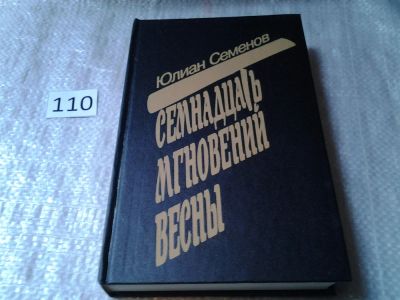 Юлиан Семенов
СЕМНАДЦАТЬ
МГНОВЕНИЙ
ВЕСНЫ
110